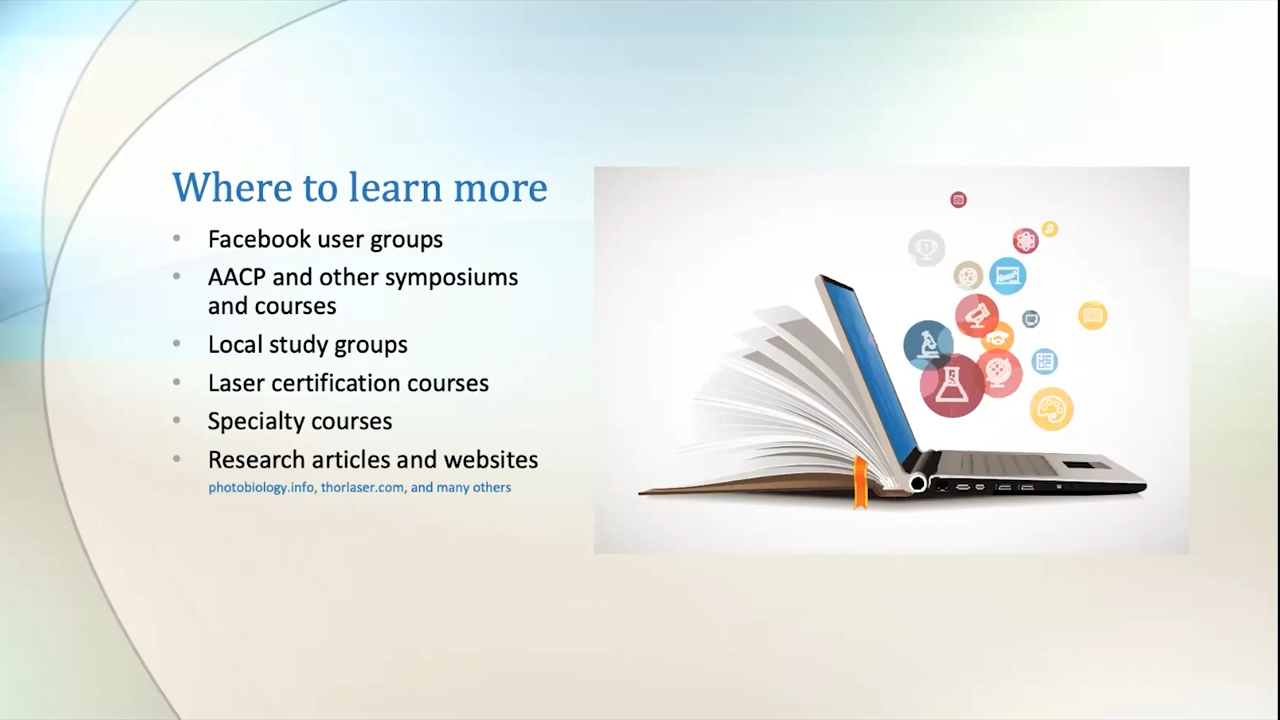 Where to learn more
• Facebook user groups
• AACP and other symposiums
and courses
• Local study groups
• Laser certification courses
• Specialty courses
• Research articles and websites
photobiology.info, thorlaser.com, and many others